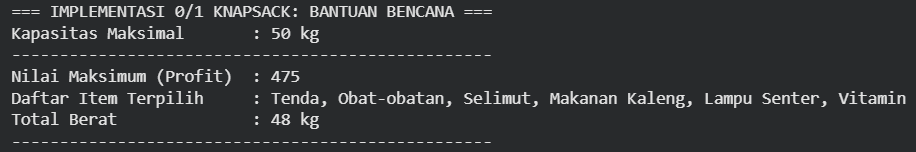 === IMPLEMENTASI 0/1 KNAPSACK: BANTUAN BENCANA ===
Kapasitas Maksimal       : 50 kg
--------------------------------------------------
Nilai Maksimum (Profit)  : 475
Daftar Item Terpilih     : Tenda, Obat-obatan, Selimut, Makanan Kaleng, Lampu Senter, Vitamin
Total Berat              : 48 kg
--------------------------------------------------